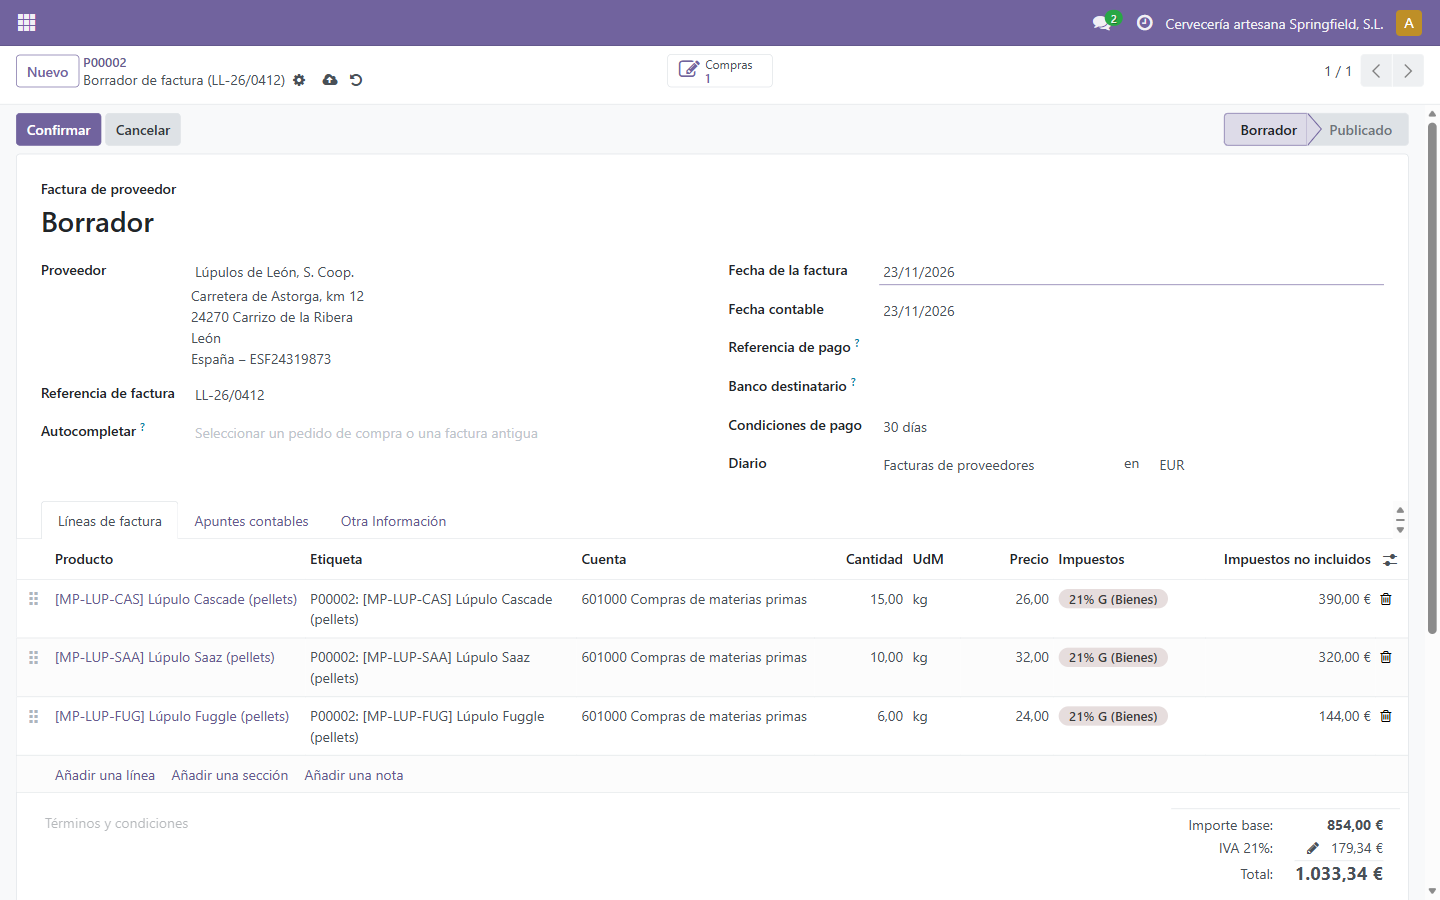 2
Cervecería artesana Springfield, S.L.
A
Nuevo
P00002
Borrador de factura (LL-26/0412)
Compras
1
1 / 1
Confirmar
Cancelar
Borrador
Publicado
Factura de proveedor
Borrador
Proveedor
Lúpulos de León, S. Coop.
Carretera de Astorga, km 12
24270 Carrizo de la Ribera
León
España – ESF24319873
Referencia de factura
LL-26/0412
Autocompletar ?
Seleccionar un pedido de compra o una factura antigua
Fecha de la factura
23/11/2026
Fecha contable
23/11/2026
Referencia de pago ?
Banco destinatario ?
Condiciones de pago
30 días
Diario
Facturas de proveedores en EUR
Líneas de factura
Apuntes contables
Otra Información
Producto Etiqueta Cuenta Cantidad UdM Precio Impuestos Impuestos no incluidos
[MP-LUP-CAS] Lúpulo Cascade (pellets) P00002: [MP-LUP-CAS] Lúpulo Cascade 601000 Compras de materias primas 15,00 kg 26,00 21% G (Bienes) 390,00 €
(pellets)
[MP-LUP-SAA] Lúpulo Saaz (pellets) P00002: [MP-LUP-SAA] Lúpulo Saaz 601000 Compras de materias primas 10,00 kg 32,00 21% G (Bienes) 320,00 €
(pellets)
[MP-LUP-FUG] Lúpulo Fuggle (pellets) P00002: [MP-LUP-FUG] Lúpulo Fuggle 601000 Compras de materias primas 6,00 kg 24,00 21% G (Bienes) 144,00 €
(pellets)
Añadir una línea Añadir una sección Añadir una nota
Términos y condiciones
Importe base: 854,00 €
IVA 21%: 179,34 €
Total: 1.033,34 €